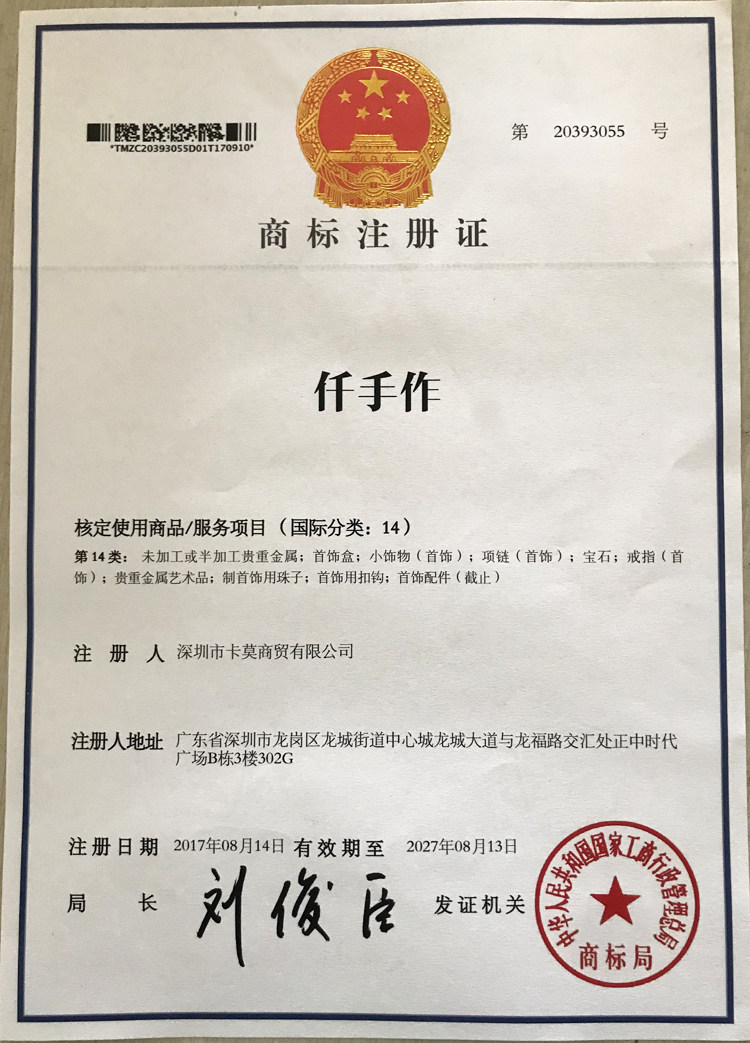 *TMZC20393055D01T170910*
第 20393055 号
商标注册证
仟手作
核定使用商品/服务项目（国际分类：14）
第14类：未加工或半加工贵重金属；首饰盒；小饰物（首饰）；项链（首饰）；宝石；戒指（首
饰）；贵重金属艺术品；制首饰用珠子；首饰用扣钩；首饰配件（截止）
注册人 深圳市卡莫商贸有限公司
注册人地址 广东省深圳市龙岗区龙城街道中心城龙城大道与龙福路交汇处正中时代
广场B栋3楼302G
注册日期 2017年08月14日 有效期至 2027年08月13日
局长 刘俊臣 发证机关
中华人民共和国国家工商行政管理总局
商标局